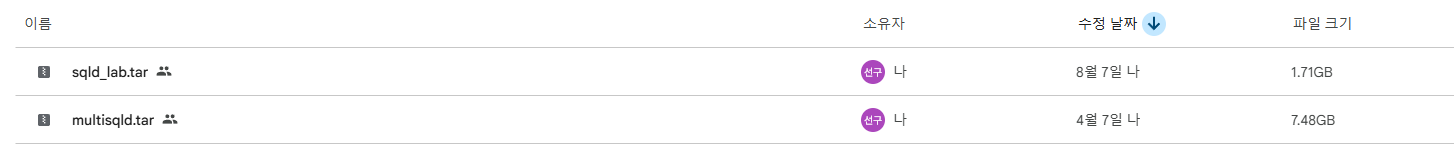 이름 소유자 수정 날짜 파일 크기
sqld_lab.tar 선구 나 8월 7일 나 1.71GB
multisqld.tar 선구 나 4월 7일 나 7.48GB